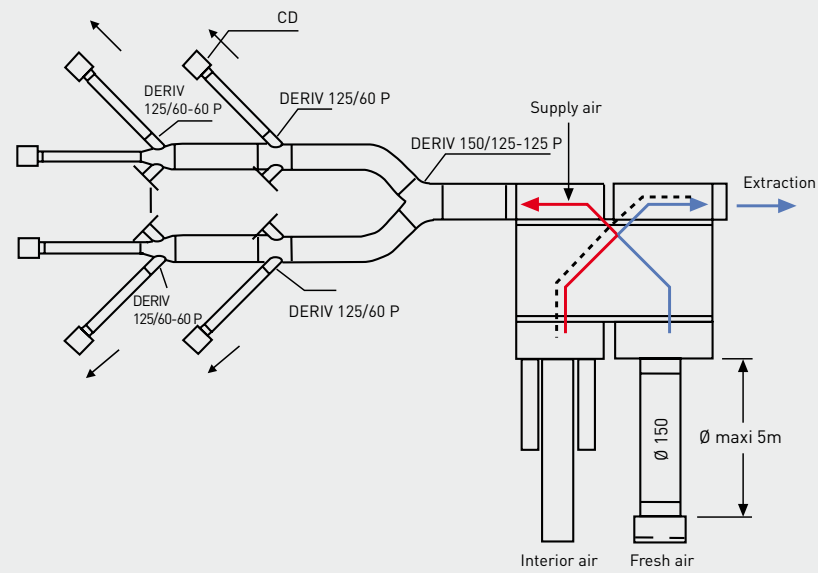 CD
DERIV
125/60-60 P
DERIV 125/60 P
Supply air
DERIV 150/125-125 P
Extraction
DERIV
125/60-60 P
DERIV 125/60 P
Ø 150
Ø maxi 5m
Interior air
Fresh air